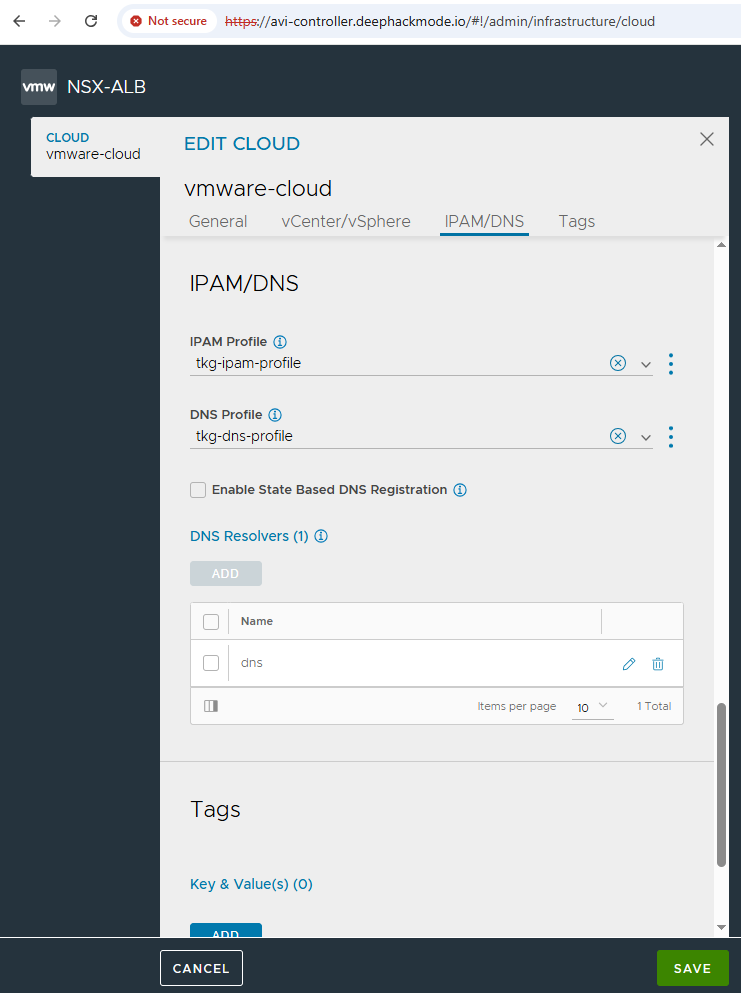 Not secure https://avi-controller.deephackmode.io/#!/admin/infrastructure/cloud
vmw NSX-ALB
CLOUD
vmware-cloud
EDIT CLOUD
vmware-cloud
General vCenter/vSphere IPAM/DNS Tags
IPAM/DNS
IPAM Profile
tkg-ipam-profile
DNS Profile
tkg-dns-profile
Enable State Based DNS Registration
DNS Resolvers (1)
ADD
Name
dns
Items per page 10 1 Total
Tags
Key & Value(s) (0)
ADD
CANCEL SAVE